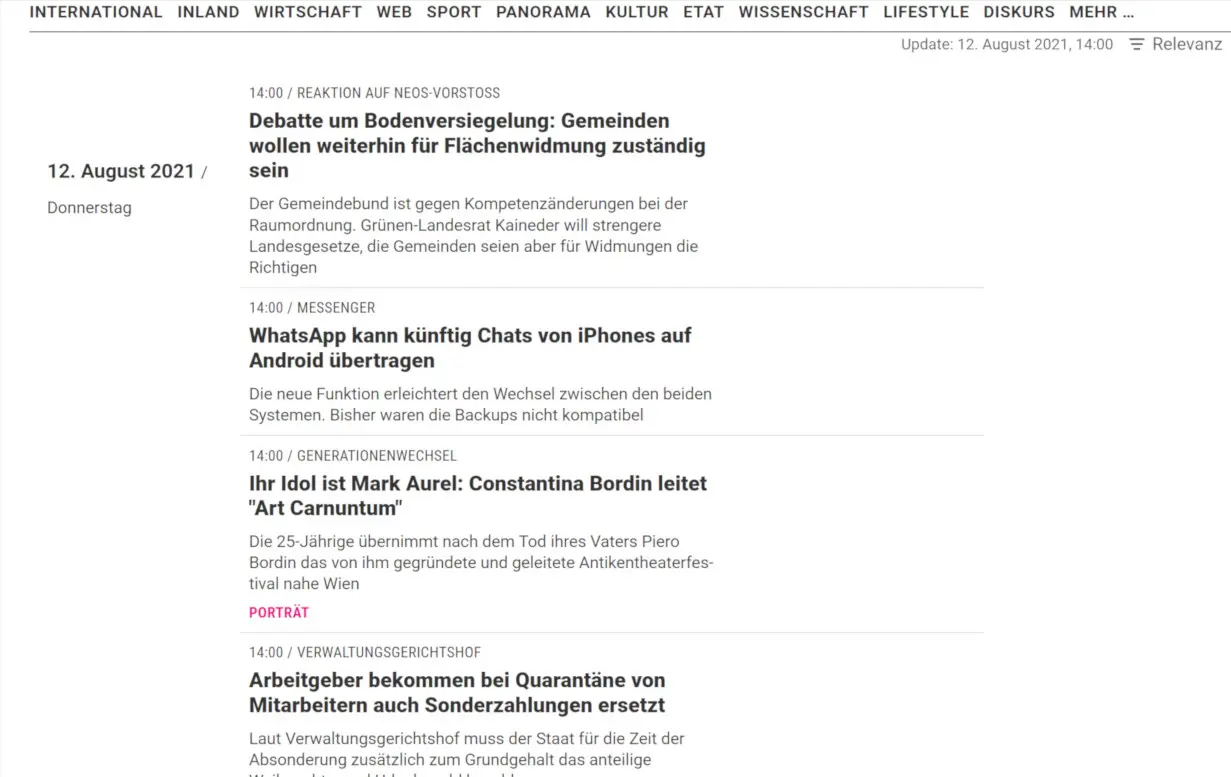 INTERNATIONAL INLAND WIRTSCHAFT WEB SPORT PANORAMA KULTUR ETAT WISSENSCHAFT LIFESTYLE DISKURS MEHR ...
Update: 12. August 2021, 14:00 Relevanz
12. August 2021 /
Donnerstag
14:00 / REAKTION AUF NEOS-VORSTOSS
Debatte um Bodenversiegelung: Gemeinden
wollen weiterhin für Flächenwidmung zuständig
sein
Der Gemeindebund ist gegen Kompetenzänderungen bei der
Raumordnung. Grünen-Landesrat Kaineder will strengere
Landesgesetze, die Gemeinden seien aber für Widmungen die
Richtigen
14:00 / MESSENGER
WhatsApp kann künftig Chats von iPhones auf
Android übertragen
Die neue Funktion erleichtert den Wechsel zwischen den beiden
Systemen. Bisher waren die Backups nicht kompatibel
14:00 / GENERATIONENWECHSEL
Ihr Idol ist Mark Aurel: Constantina Bordin leitet
"Art Carnuntum"
Die 25-Jährige übernimmt nach dem Tod ihres Vaters Piero
Bordin das von ihm gegründete und geleitete Antikentheaterfes-
tival nahe Wien
PORTRÄT
14:00 / VERWALTUNGSGERICHTSHOF
Arbeitgeber bekommen bei Quarantäne von
Mitarbeitern auch Sonderzahlungen ersetzt
Laut Verwaltungsgerichtshof muss der Staat für die Zeit der
Absonderung zusätzlich zum Grundgehalt das anteilige